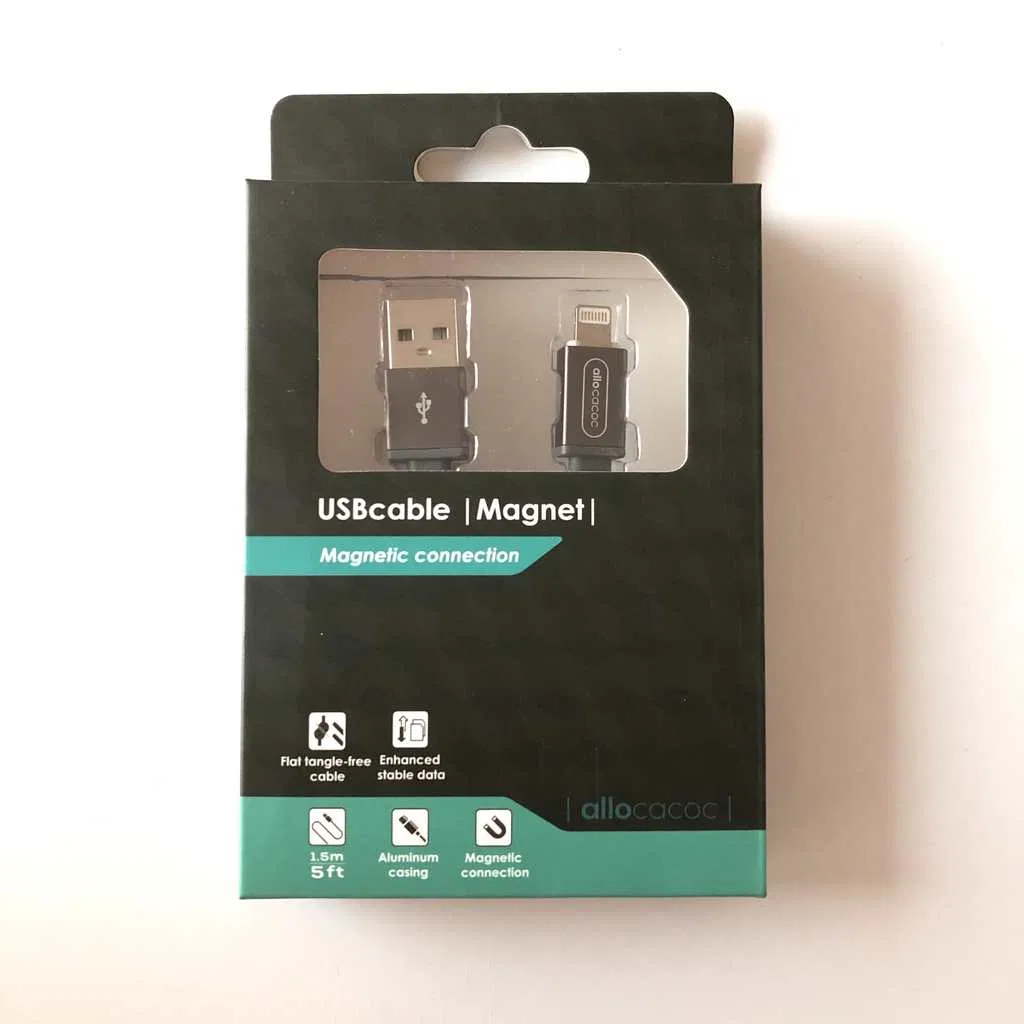 allocacoc
USBcable |Magnet|
Magnetic connection
Flat tangle-free
cable
Enhanced
stable data
| allocacoc |
1.5m
5ft
Aluminum
casing
Magnetic
connection